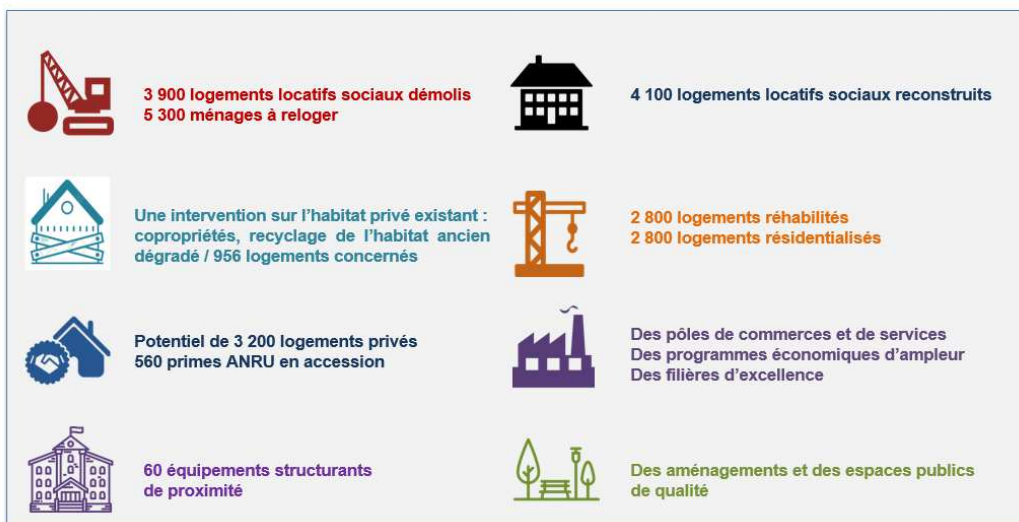 3 900 logements locatifs sociaux démolis
5 300 ménages à reloger
4 100 logements locatifs sociaux reconstruits
Une intervention sur l'habitat privé existant :
copropriétés, recyclage de l'habitat ancien
dégradé / 956 logements concernés
2 800 logements réhabilités
2 800 logements résidentialisés
Potentiel de 3 200 logements privés
560 primes ANRU en accession
Des pôles de commerces et de services
Des programmes économiques d'ampleur
Des filières d'excellence
60 équipements structurants
de proximité
Des aménagements et des espaces publics
de qualité